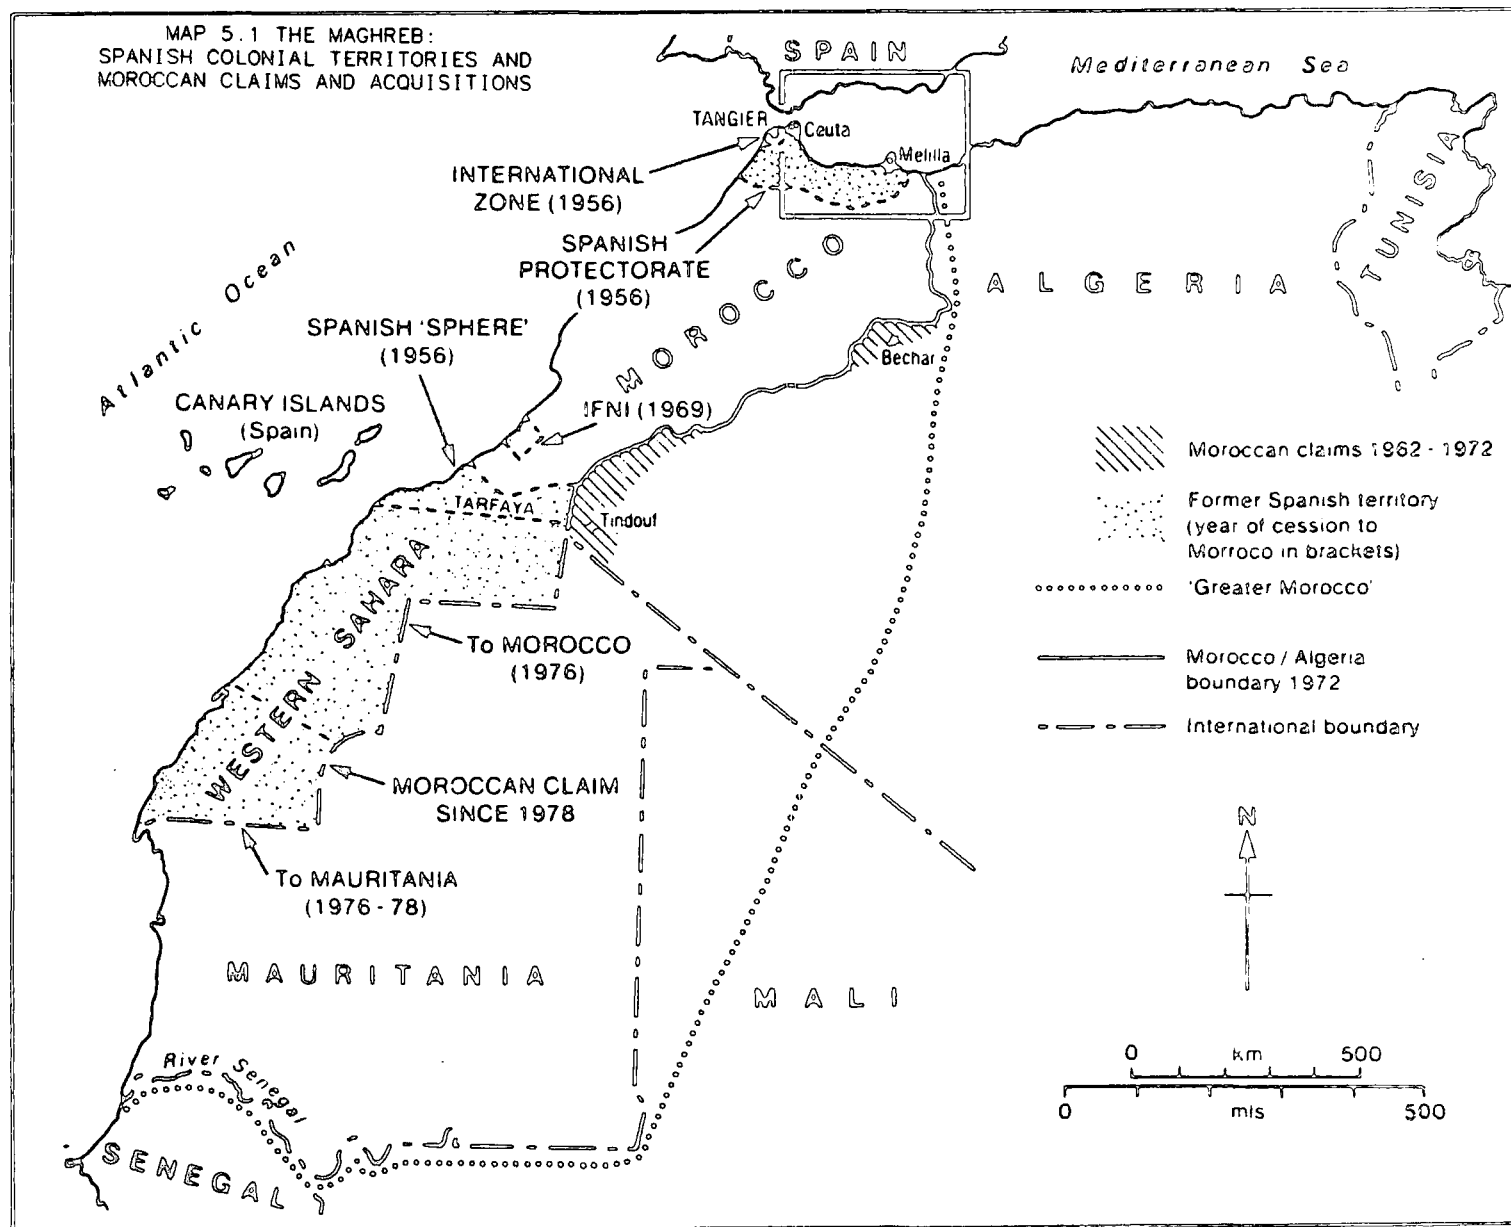 MAP 5.1 THE MAGHREB:
SPANISH COLONIAL TERRITORIES AND
MOROCCAN CLAIMS AND ACQUISITIONS
SPAIN
Mediterranean Sea
TANGIER
Ceuta
Melilla
INTERNATIONAL
ZONE (1956)
SPANISH
PROTECTORATE
(1956)
TUNISIA
ALGERIA
MOROCCO
Atlantic Ocean
SPANISH 'SPHERE'
(1956)
Bechar
CANARY ISLANDS
(Spain)
IFNI (1969)
TARFAYA
Tindouf
WESTERN SAHARA
To MOROCCO
(1976)
MOROCCAN CLAIM
SINCE 1978
To MAURITANIA
(1976-78)
MAURITANIA
MALI
River Senegal
SENEGAL
Moroccan claims 1962 - 1972
Former Spanish territory
(year of cession to
Morroco in brackets)
'Greater Morocco'
Morocco / Algeria
boundary 1972
International boundary
N
0 km 500
0 mls 500